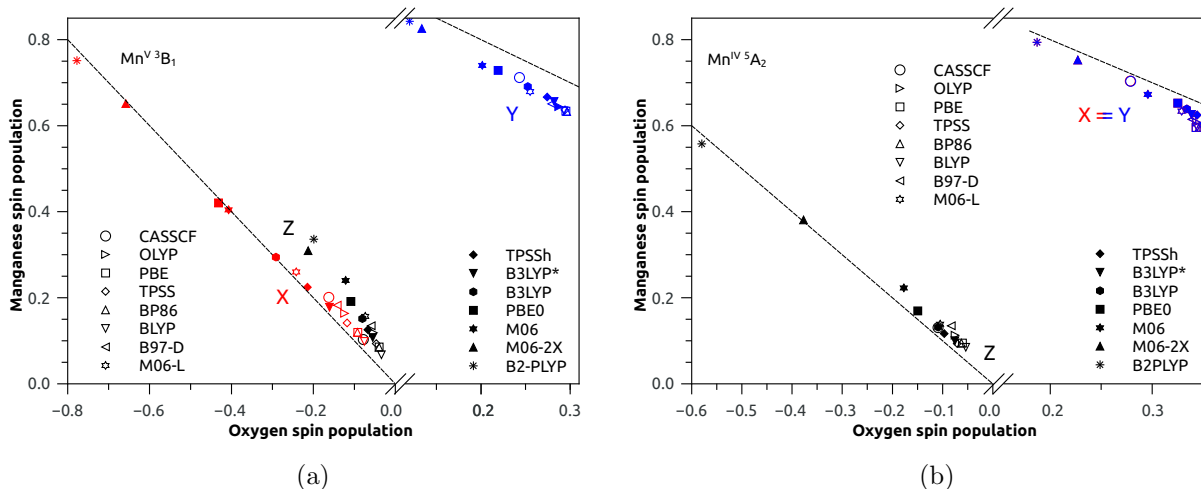 0.8
0.6
0.4
0.2
0.0
Manganese spin population
Mn^V 3B_1
Y
Z
X
CASSCF
OLYP
PBE
TPSS
BP86
BLYP
B97-D
M06-L
TPSSh
B3LYP*
B3LYP
PBE0
M06
M06-2X
B2-PLYP
−0.8 −0.6 −0.4 −0.2 0.0 0.2 0.3
Oxygen spin population
(a)
0.8
0.6
0.4
0.2
0.0
Manganese spin population
Mn^IV 5A_2
CASSCF
OLYP
PBE
TPSS
BP86
BLYP
B97-D
M06-L
X == Y
Z
TPSSh
B3LYP*
B3LYP
PBE0
M06
M06-2X
B2PLYP
−0.6 −0.5 −0.4 −0.3 −0.2 −0.1 0.0 0.2 0.3
Oxygen spin population
(b)